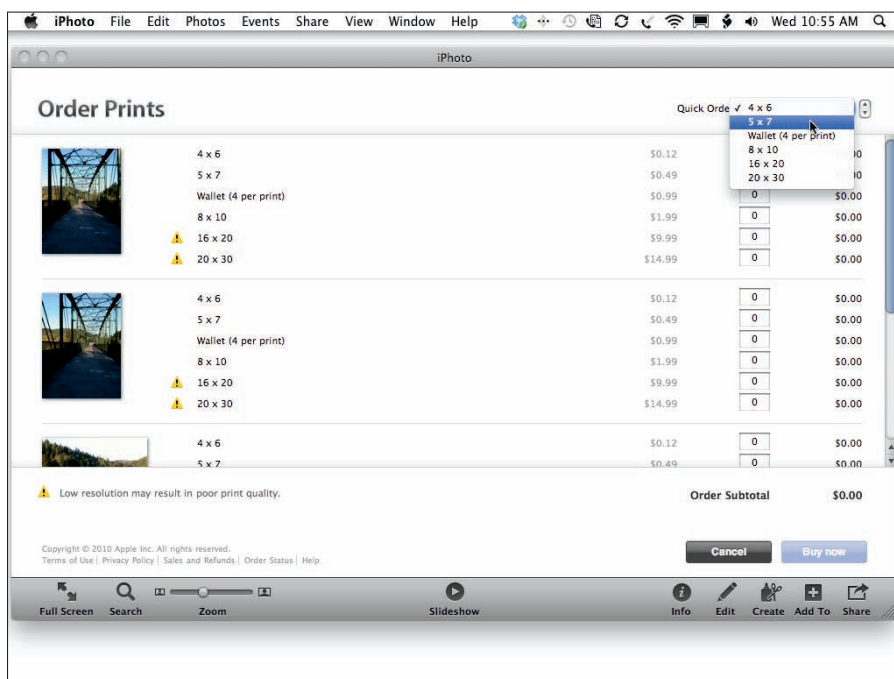 iPhoto File Edit Photos Events Share View Window Help Wed 10:55 AM
iPhoto
Order Prints
Quick Orde ✓ 4 x 6
5 x 7
Wallet (4 per print)
8 x 10
16 x 20
20 x 30
4 x 6 $0.12
5 x 7 $0.49
Wallet (4 per print) $0.99 0 $0.00
8 x 10 $1.99 0 $0.00
16 x 20 $9.99 0 $0.00
20 x 30 $14.99 0 $0.00
4 x 6 $0.12 0 $0.00
5 x 7 $0.49 0 $0.00
Wallet (4 per print) $0.99 0 $0.00
8 x 10 $1.99 0 $0.00
16 x 20 $9.99 0 $0.00
20 x 30 $14.99 0 $0.00
4 x 6 $0.12 0 $0.00
5 x 7 $0.49 0 $0.00
Low resolution may result in poor print quality.
Order Subtotal $0.00
Copyright © 2010 Apple Inc. All rights reserved.
Terms of Use | Privacy Policy | Sales and Refunds | Order Status | Help
Cancel Buy now
Full Screen Search Zoom Slideshow Info Edit Create Add To Share